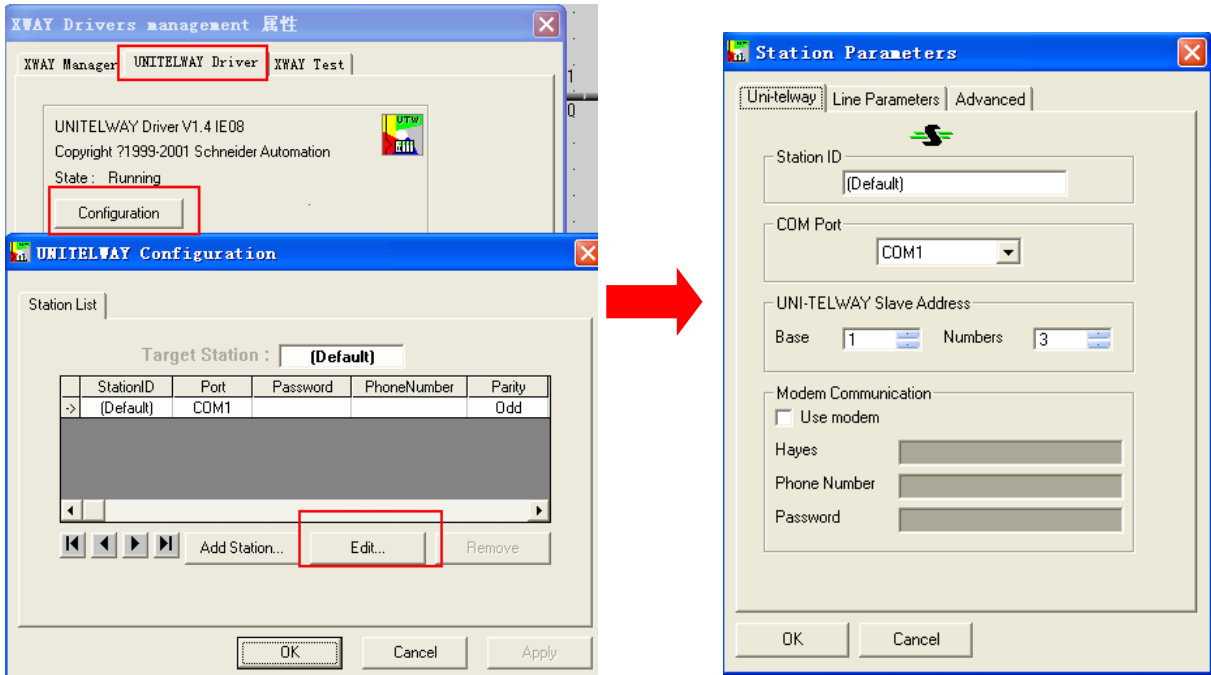 XWAY Drivers management 属性
XWAY Manager UNITELWAY Driver XWAY Test
UNITELWAY Driver V1.4 IE08
Copyright ?1999-2001 Schneider Automation
State : Running
UTW
Configuration
1
0
UNITELWAY Configuration
Station List
Target Station : (Default)
StationID Port Password PhoneNumber Parity
-> (Default) COM1 Odd
Add Station... Edit... Remove
OK Cancel Apply
Station Parameters
Uni-telway Line Parameters Advanced
S
Station ID
(Default)
COM Port
COM1
UNI-TELWAY Slave Address
Base 1 Numbers 3
Modem Communication
Use modem
Hayes
Phone Number
Password
OK Cancel